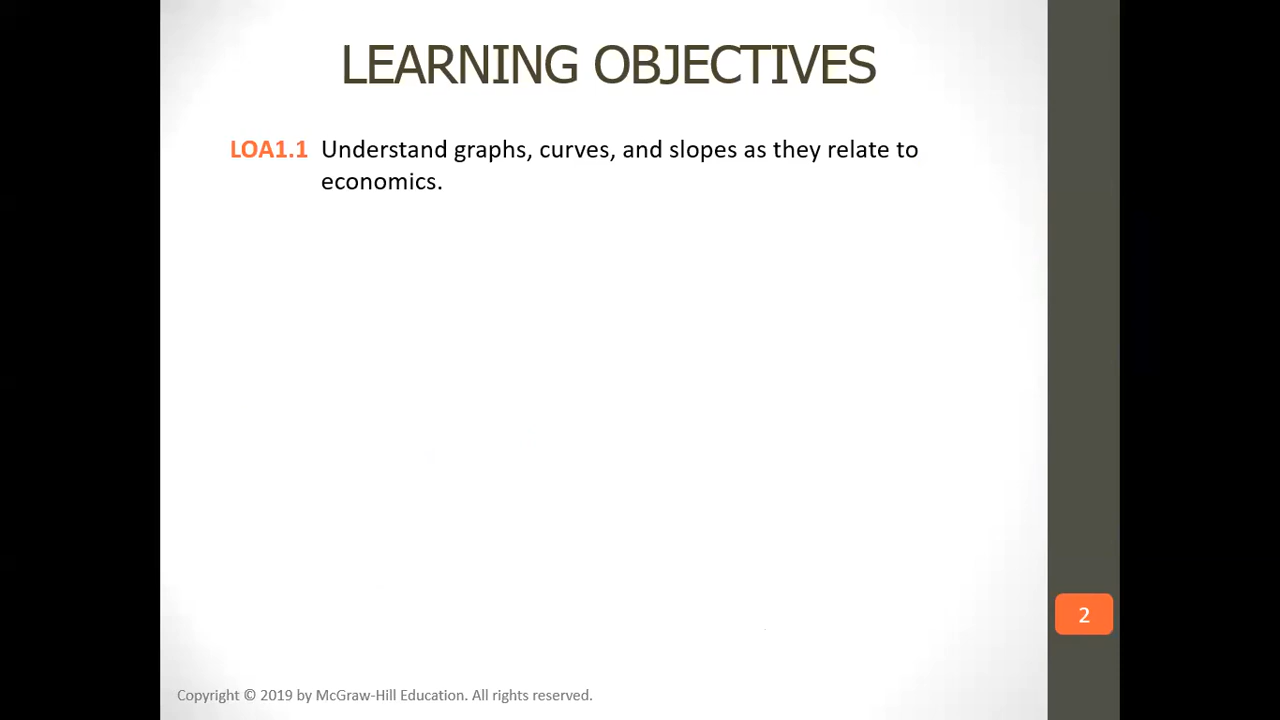 LEARNING OBJECTIVES
LOA1.1 Understand graphs, curves, and slopes as they relate to
economics.
2
Copyright © 2019 by McGraw-Hill Education. All rights reserved.